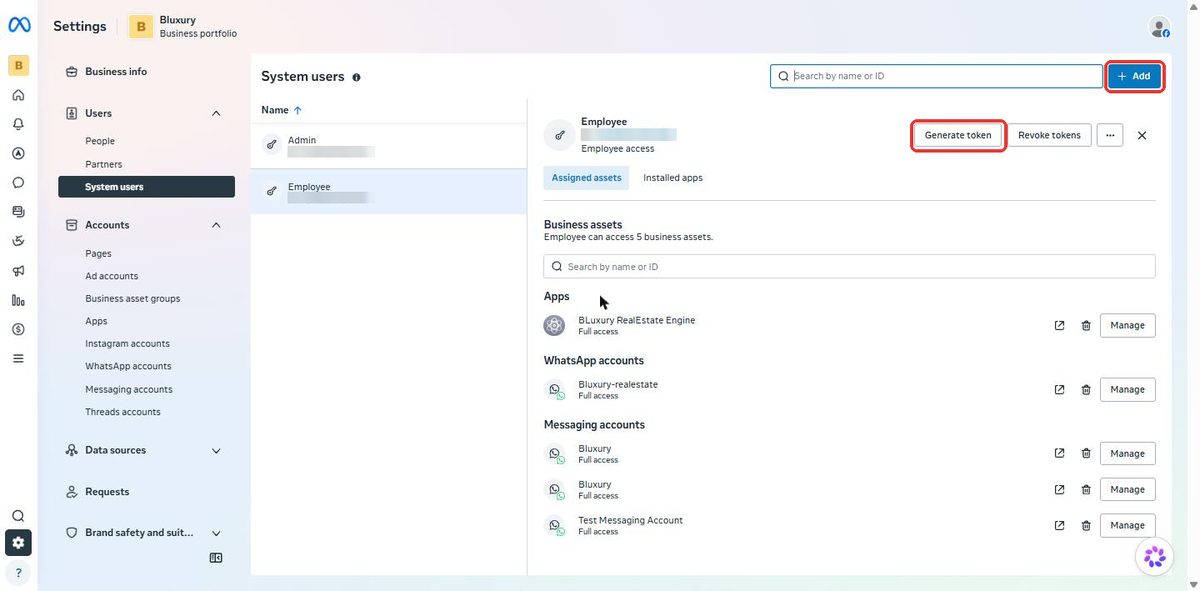 Settings
B
Bluxury
Business portfolio
B
Business info
Users
People
Partners
System users
Accounts
Pages
Ad accounts
Business asset groups
Apps
Instagram accounts
WhatsApp accounts
Messaging accounts
Threads accounts
Data sources
Requests
Brand safety and suit...
?
System users
Search by name or ID
+ Add
Name ↑
Admin
Employee
Employee
Employee access
Generate token
Revoke tokens
...
Assigned assets
Installed apps
Business assets
Employee can access 5 business assets.
Search by name or ID
Apps
BLuxury RealEstate Engine
Full access
Manage
WhatsApp accounts
Bluxury-realestate
Full access
Manage
Messaging accounts
Bluxury
Full access
Manage
Bluxury
Full access
Manage
Test Messaging Account
Full access
Manage